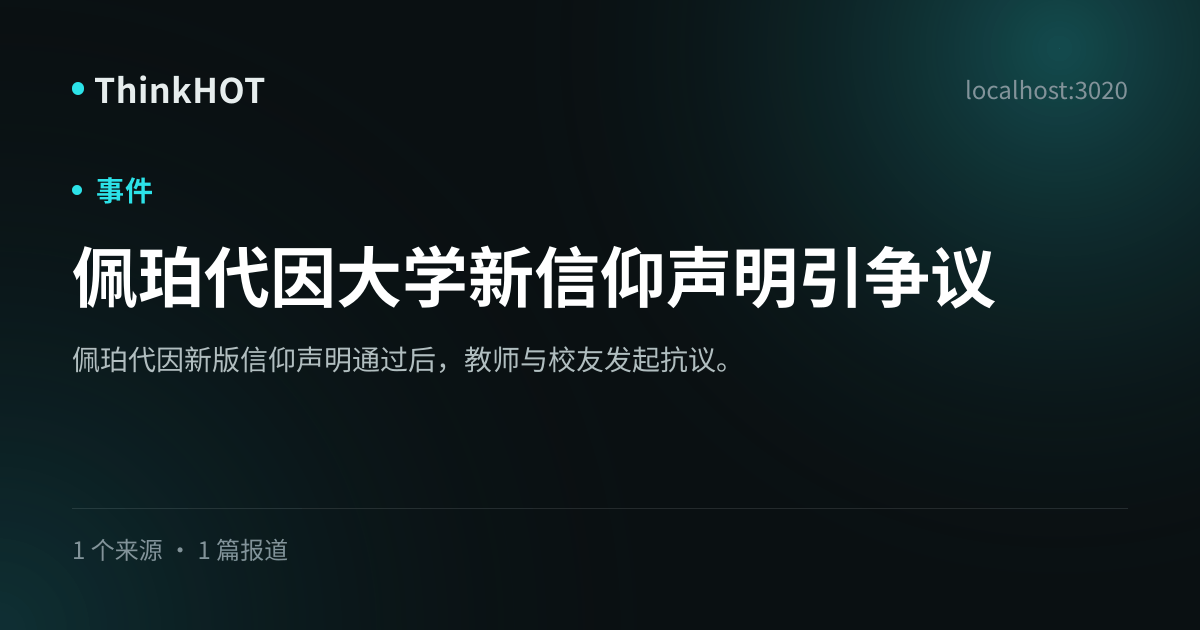 ThinkHOT
localhost:3020
事件
佩珀代因大学新信仰声明引争议
佩珀代因新版信仰声明通过后，教师与校友发起抗议。
1 个来源 · 1 篇报道